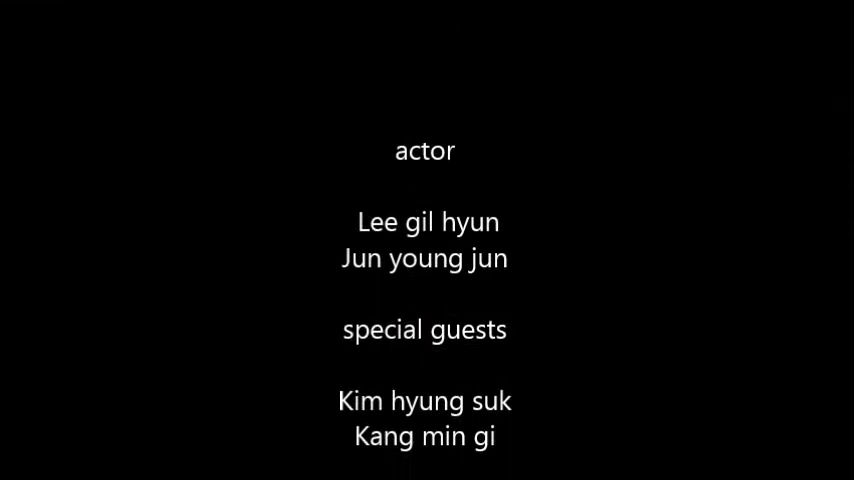 actor
Lee gil hyun
Jun young jun
special guests
Kim hyung suk
Kang min gi